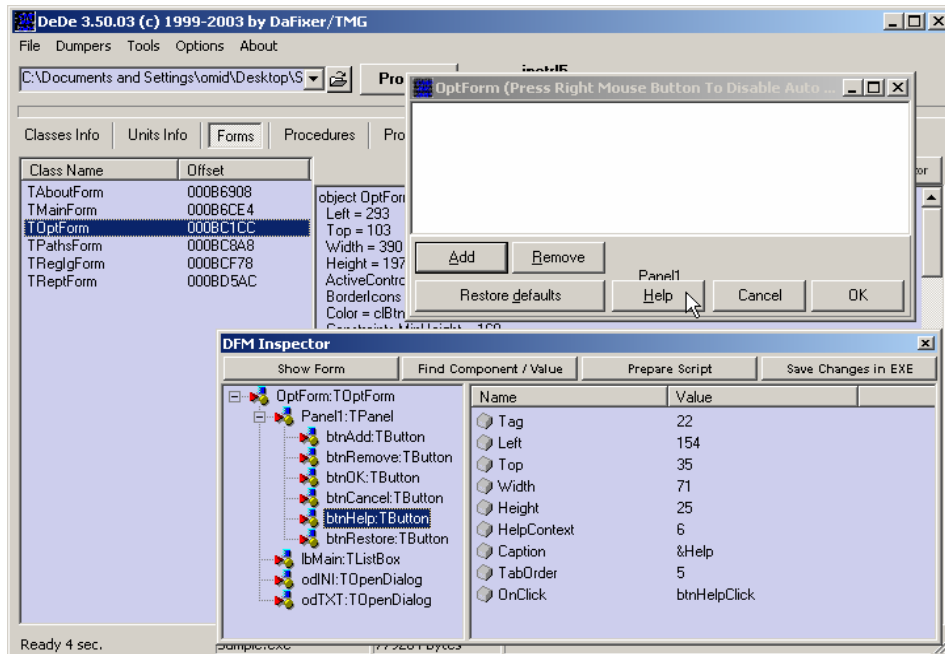 DeDe 3.50.03 (c) 1999-2003 by DaFixer/TMG
File Dumpers Tools Options About
C:\Documents and Settings\omid\Desktop\S
OptForm (Press Right Mouse Button To Disable Auto ...
Classes Info Units Info Forms Procedures
Class Name Offset
TAboutForm 000B6908
TMainForm 000B6CE4
TOptForm 000BC1CC
TPathsForm 000BC8A8
TRegIgForm 000BCF78
TReptForm 000BD5AC
object OptForm
Left = 293
Top = 103
Width = 390
Height = 197
ActiveContro
BorderIcons
Color = clBtn
Add Remove
Panel1
Restore defaults Help Cancel OK
DFM Inspector
Show Form Find Component / Value Prepare Script Save Changes in EXE
OptForm:TOptForm
Panel1:TPanel
btnAdd:TButton
btnRemove:TButton
btnOK:TButton
btnCancel:TButton
btnHelp:TButton
btnRestore:TButton
lbMain:TListBox
odINI:TOpenDialog
odTXT:TOpenDialog
Name Value
Tag 22
Left 154
Top 35
Width 71
Height 25
HelpContext 6
Caption &Help
TabOrder 5
OnClick btnHelpClick
Ready 4 sec.